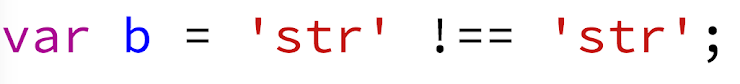 var b = 'str' !== 'str';